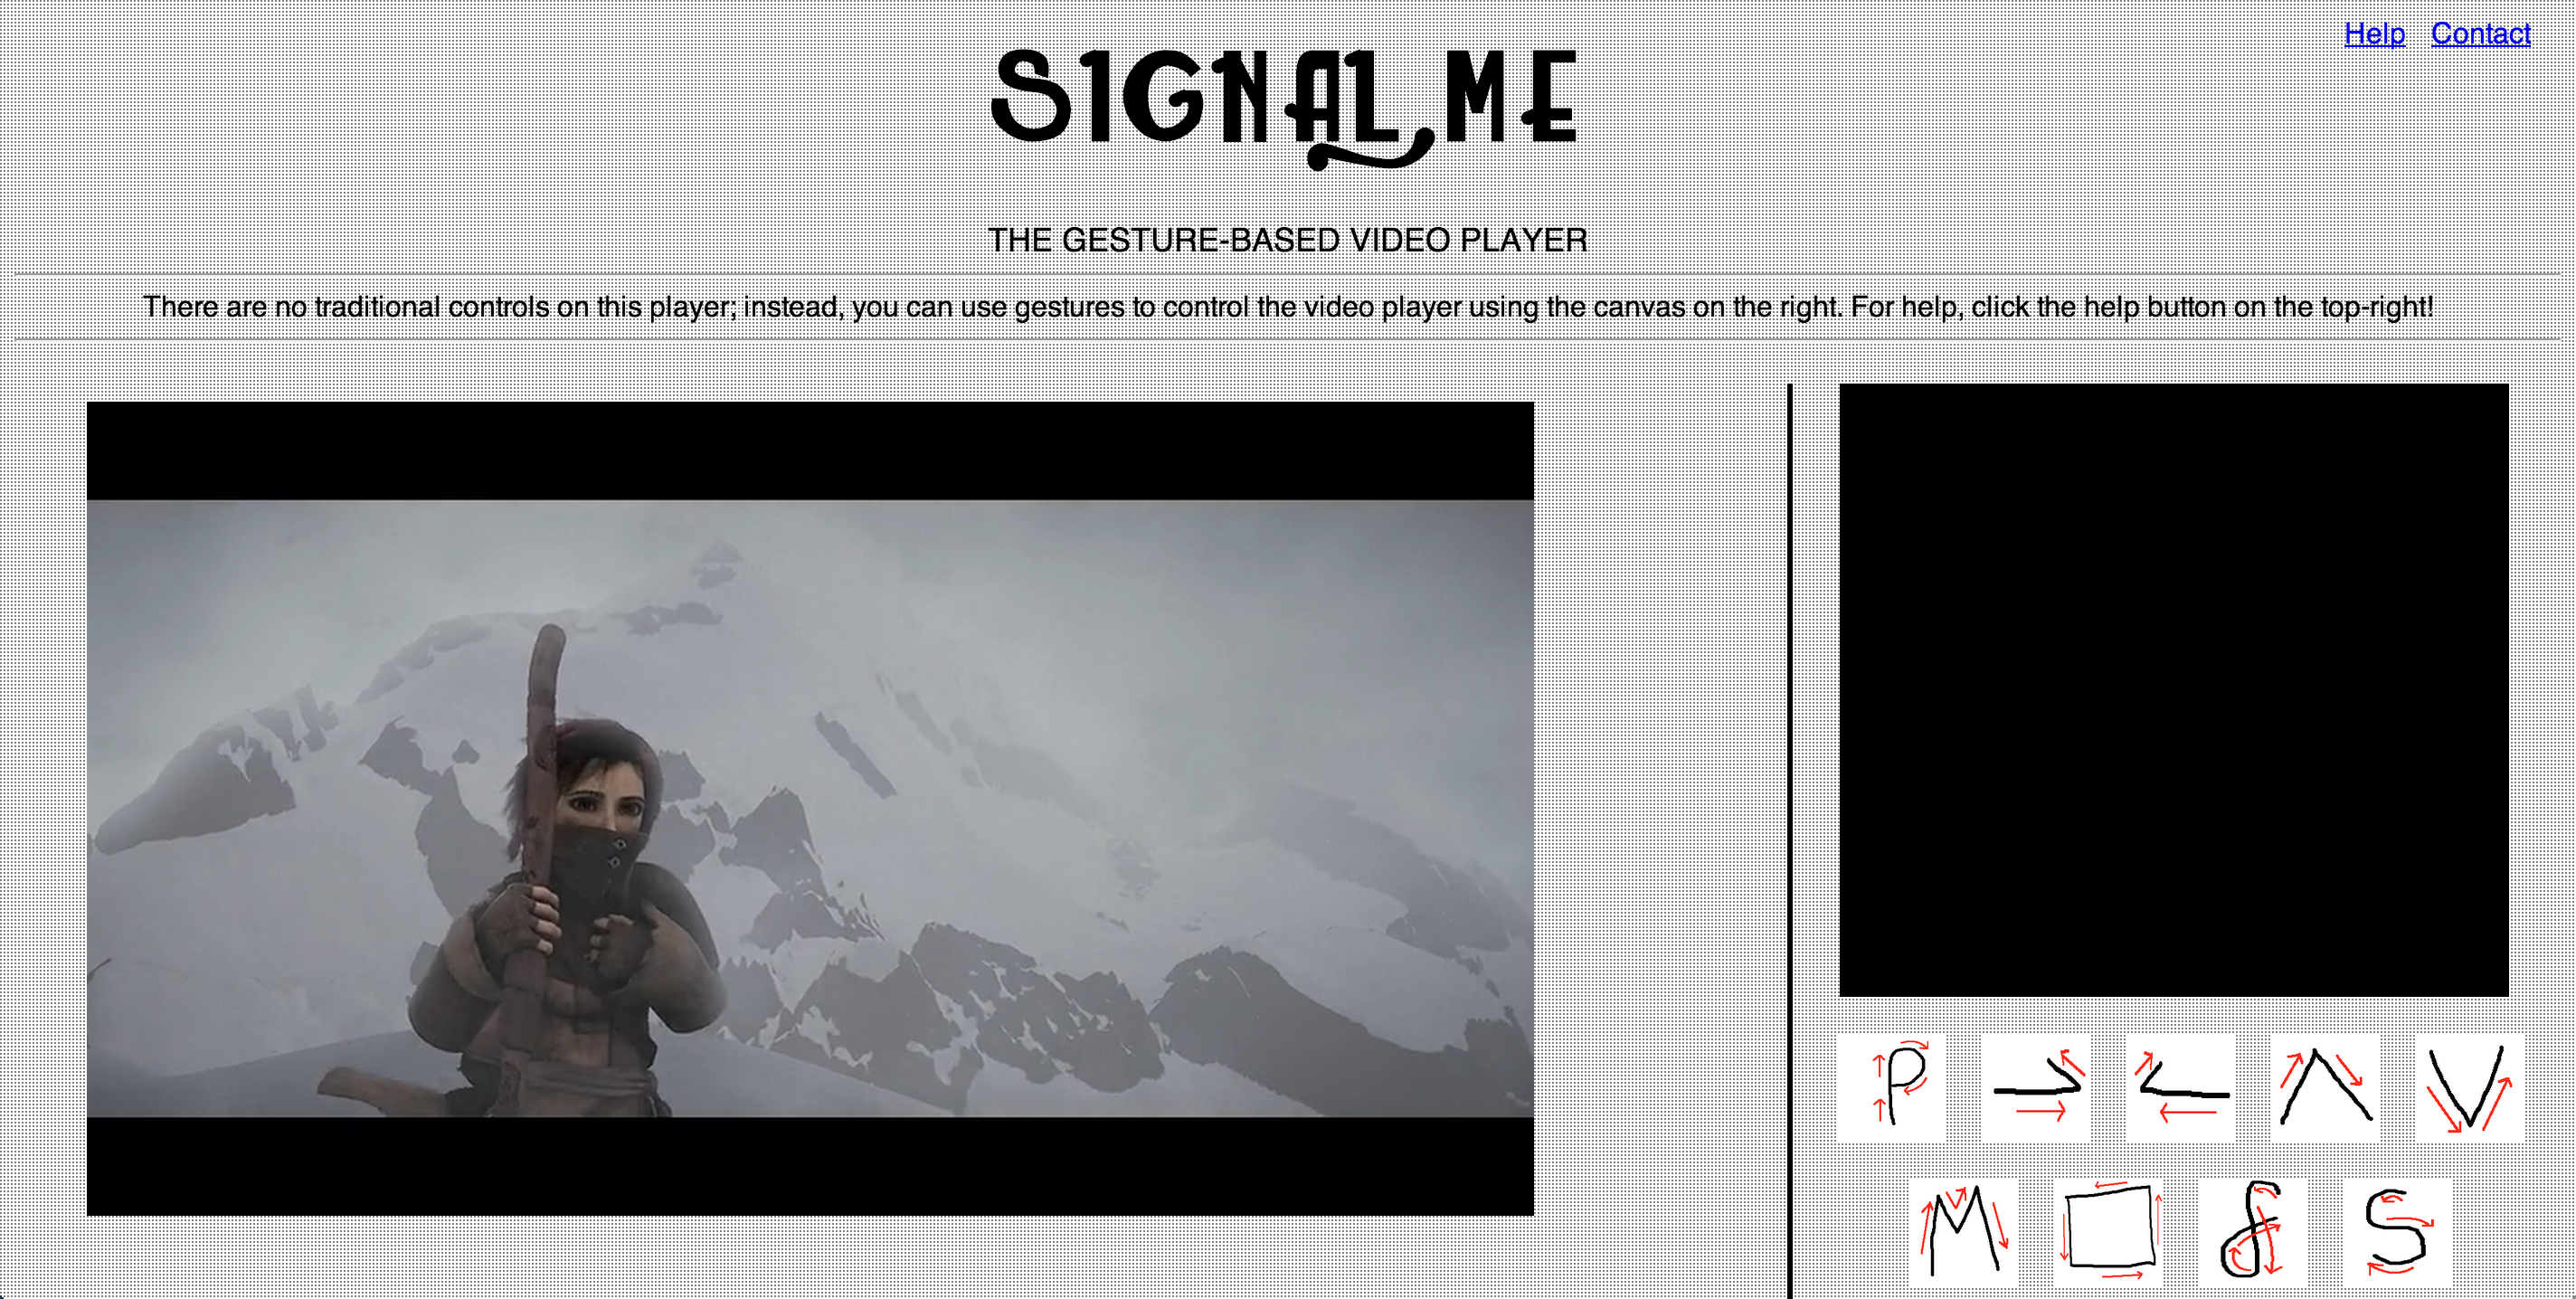 Help Contact
SIGNAL ME
THE GESTURE-BASED VIDEO PLAYER
There are no traditional controls on this player; instead, you can use gestures to control the video player using the canvas on the right. For help, click the help button on the top-right!
P
M
S